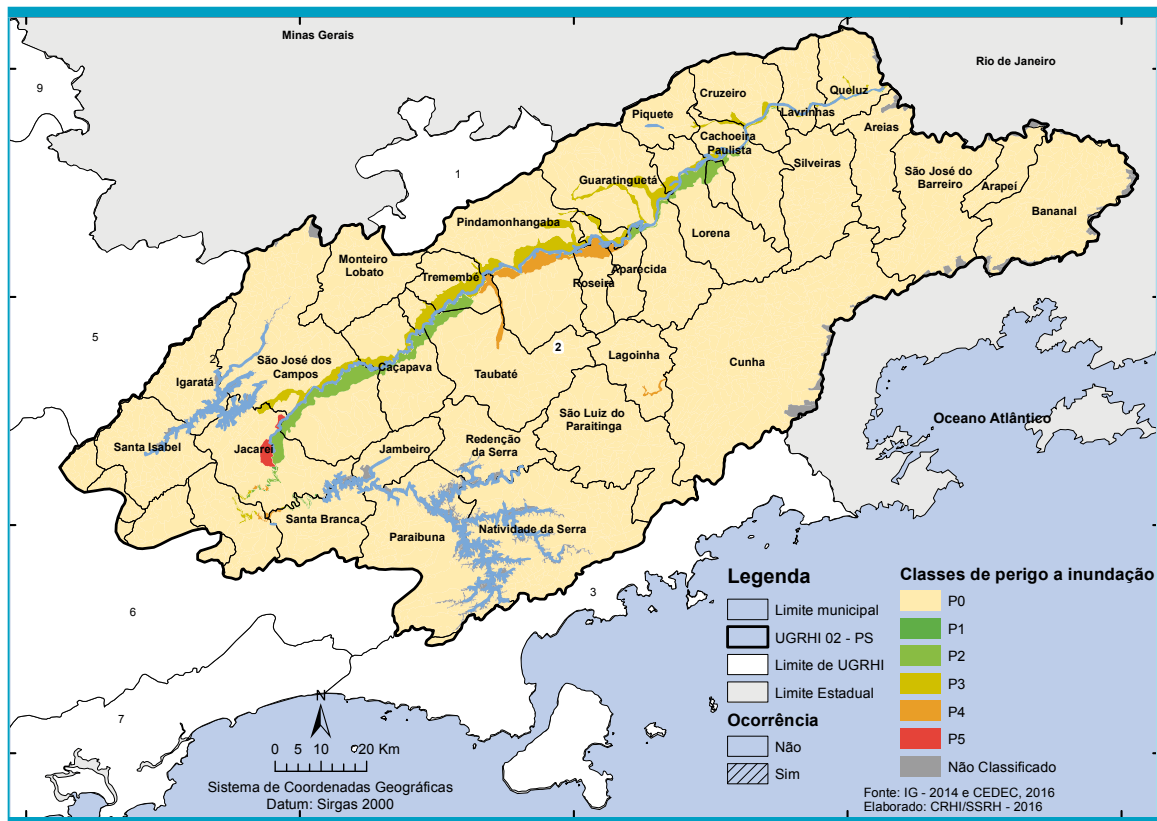 Minas Gerais
Rio de Janeiro
9
Cruzeiro
Queluz
Piquete
Lavrinhas
Areias
Cachoeira
Paulista
Silveiras
São José do
Barreiro
Arapeí
1
Guaratinguetá
Bananal
Pindamonhangaba
Lorena
Monteiro
Lobato
Tremembé
Aparecida
Roseira
5
2
2
São José dos
Campos
Caçapava
Lagoinha
Cunha
Igaratá
Taubaté
São Luiz do
Paraitinga
Oceano Atlântico
Santa Isabel
Jacareí
Jambeiro
Redenção
da Serra
Santa Branca
Paraibuna
Natividade da Serra
3
6
7
N
0 5 10 20 Km
Sistema de Coordenadas Geográficas
Datum: Sirgas 2000
Legenda
Limite municipal
UGRHI 02 - PS
Limite de UGRHI
Limite Estadual
Ocorrência
Não
Sim
Classes de perigo a inundação
P0
P1
P2
P3
P4
P5
Não Classificado
Fonte: IG - 2014 e CEDEC, 2016
Elaborado: CRHI/SSRH - 2016